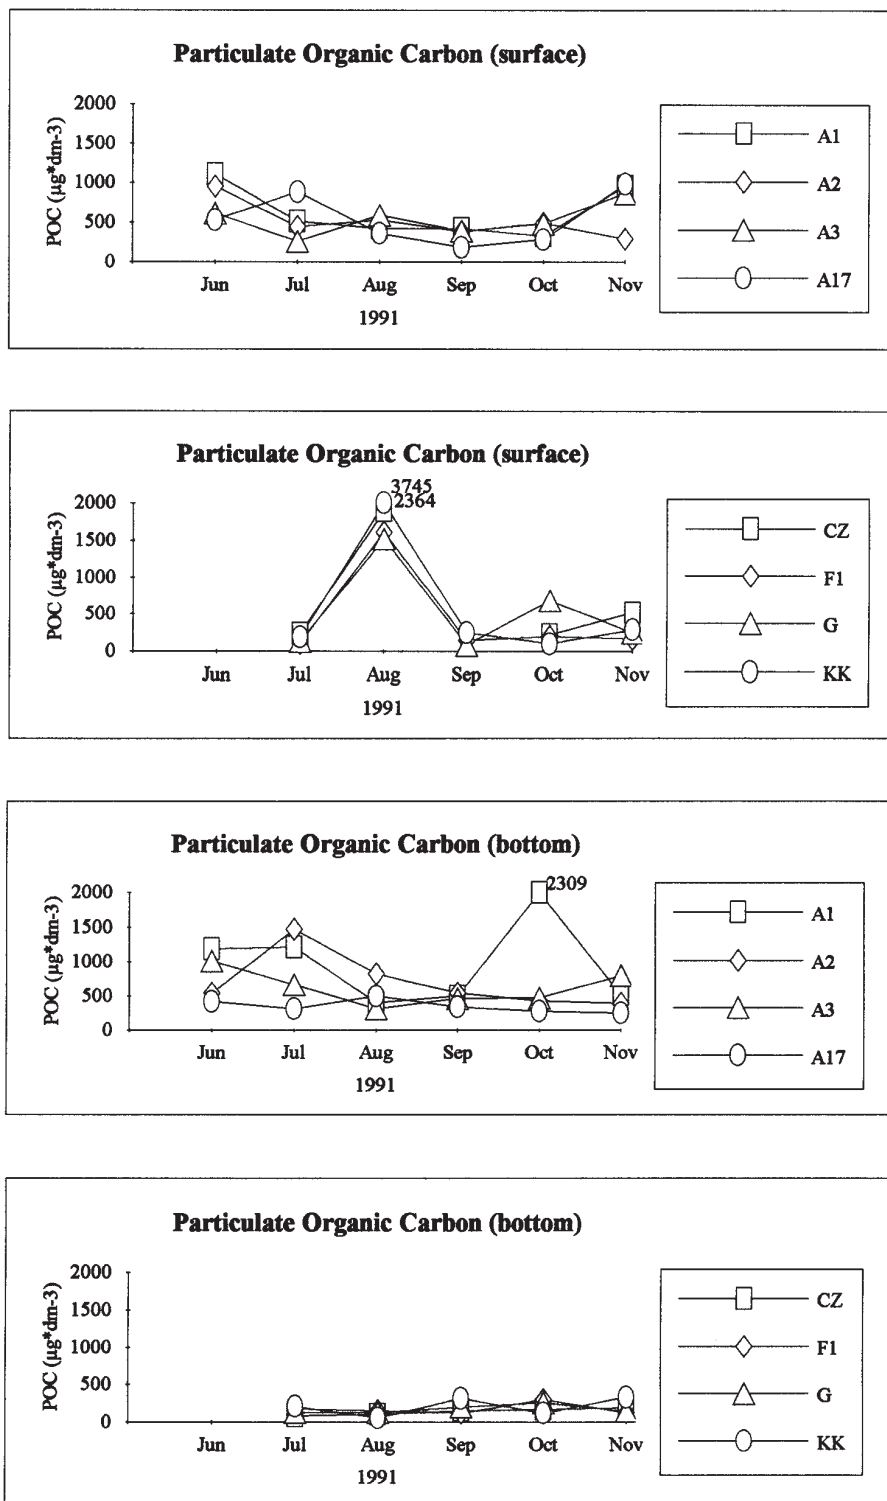 Particulate Organic Carbon (surface)
POC (µg*dm-3)
2000
1500
1000
500
0
Jun Jul Aug Sep Oct Nov
1991
A1
A2
A3
A17
Particulate Organic Carbon (surface)
POC (µg*dm-3)
2000
1500
1000
500
0
3745
2364
Jun Jul Aug Sep Oct Nov
1991
CZ
F1
G
KK
Particulate Organic Carbon (bottom)
POC (µg*dm-3)
2000
1500
1000
500
0
2309
Jun Jul Aug Sep Oct Nov
1991
A1
A2
A3
A17
Particulate Organic Carbon (bottom)
POC (µg*dm-3)
2000
1500
1000
500
0
Jun Jul Aug Sep Oct Nov
1991
CZ
F1
G
KK